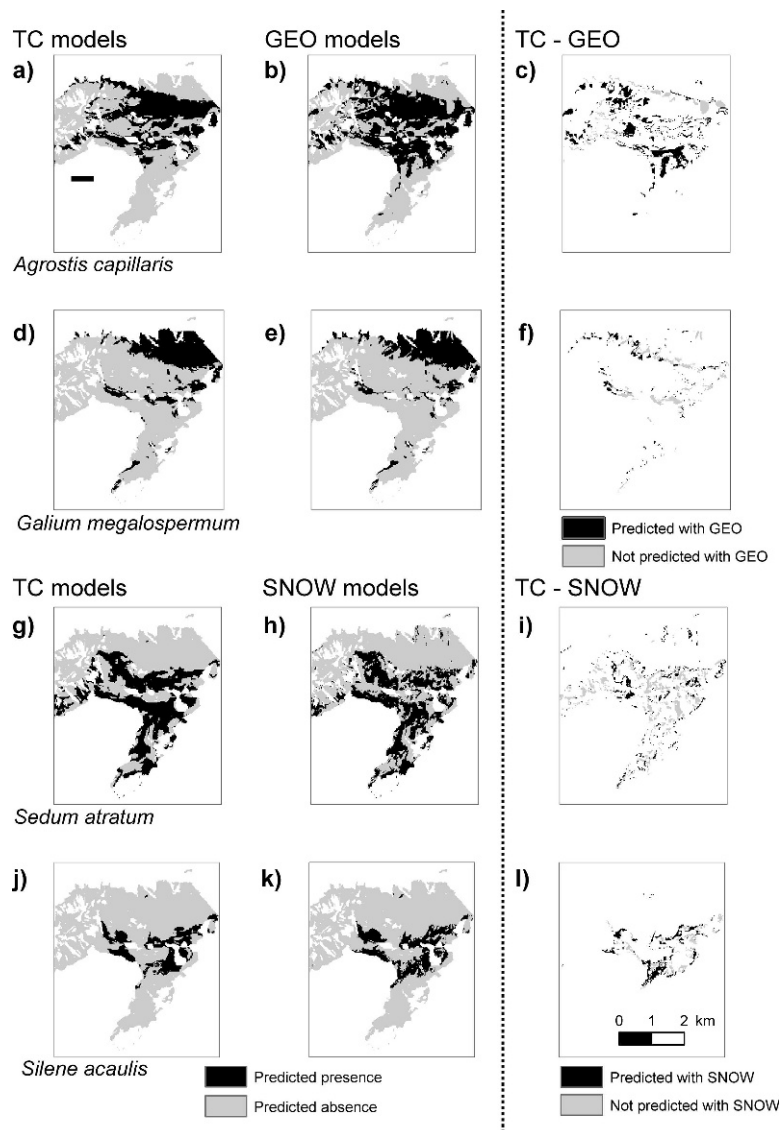 TC models GEO models TC - GEO
a) b) c)
Agrostis capillaris
d) e) f)
Galium megalospermum
Predicted with GEO
Not predicted with GEO
TC models SNOW models TC - SNOW
g) h) i)
Sedum atratum
j) k) l)
0 1 2 km
Silene acaulis
Predicted presence
Predicted absence
Predicted with SNOW
Not predicted with SNOW